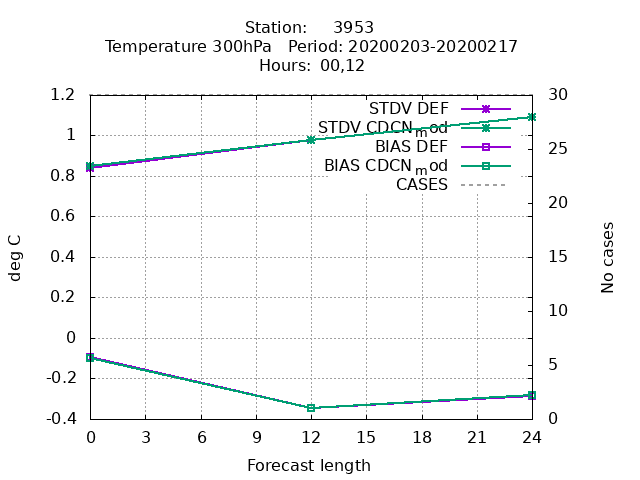 Station: 3953
Temperature 300hPa Period: 20200203-20200217
Hours: 00,12
1.2
1
0.8
0.6
0.4
0.2
0
-0.2
-0.4
deg C
30
25
20
15
10
5
0
No cases
STDV DEF
STDV CDCN_mod
BIAS DEF
BIAS CDCN_mod
CASES
0 3 6 9 12 15 18 21 24
Forecast length